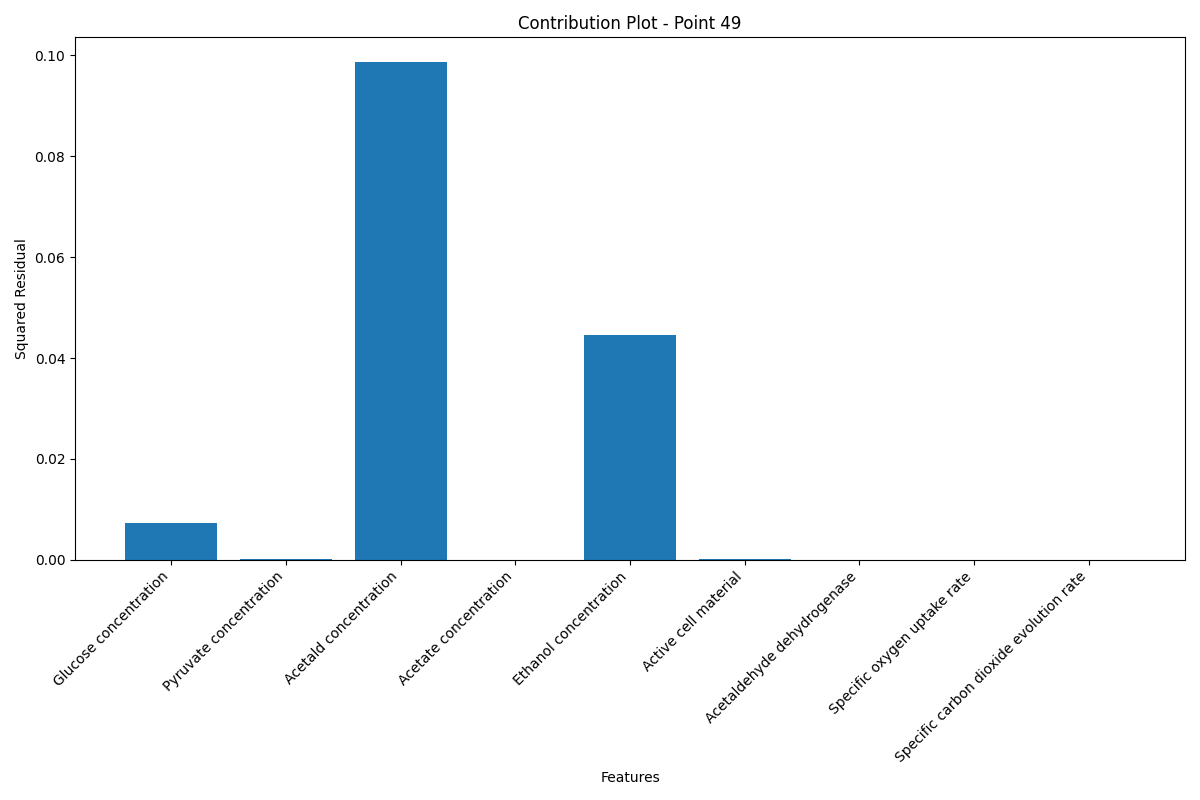 Contribution Plot - Point 49
0.10
0.08
0.06
0.04
0.02
0.00
Squared Residual
Glucose concentration
Pyruvate concentration
Acetald concentration
Acetate concentration
Ethanol concentration
Active cell material
Acetaldehyde dehydrogenase
Specific oxygen uptake rate
Specific carbon dioxide evolution rate
Features